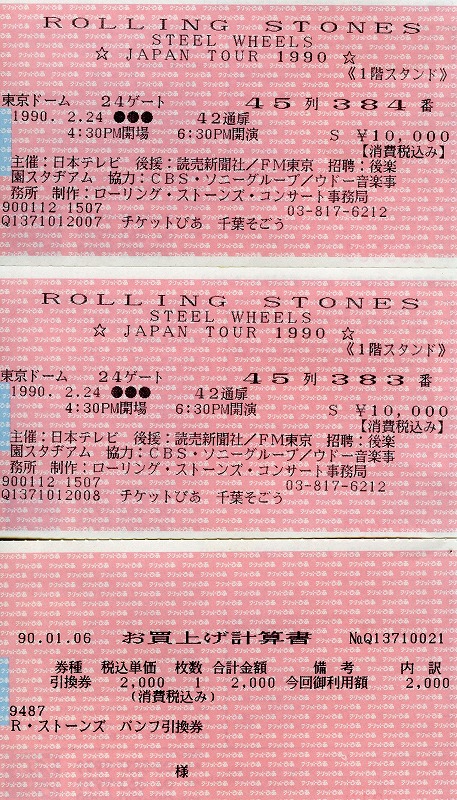 ROLLING STONES
STEEL WHEELS
☆ JAPAN TOUR 1990 ☆
《1階スタンド》
東京ドーム 24ゲート 45列 384番
1990. 2.24 ●●● 42通扉
4:30PM開場 6:30PM開演 S ¥10,000
【消費税込み】
主催:日本テレビ 後援:読売新聞社/FM東京 招聘:後楽
園スタヂアム 協力:CBS・ソニーグループ/ウドー音楽事
務所 制作:ローリング・ストーンズ・コンサート事務局
900112 1507 03-817-6212
Q1371012007 チケットぴあ 千葉そごう
ROLLING STONES
STEEL WHEELS
☆ JAPAN TOUR 1990 ☆
《1階スタンド》
東京ドーム 24ゲート 45列 383番
1990. 2.24 ●●● 42通扉
4:30PM開場 6:30PM開演 S ¥10,000
【消費税込み】
主催:日本テレビ 後援:読売新聞社/FM東京 招聘:後楽
園スタヂアム 協力:CBS・ソニーグループ/ウドー音楽事
務所 制作:ローリング・ストーンズ・コンサート事務局
900112 1507 03-817-6212
Q1371012008 チケットぴあ 千葉そごう
90.01.06 お買上げ計算書 №Q13710021
券種 税込単価 枚数 合計金額 備考 内訳
引換券 2,000 1 2,000 今回御利用額 2,000
(消費税込み)
9487
R・ストーンズ パンフ引換券
様